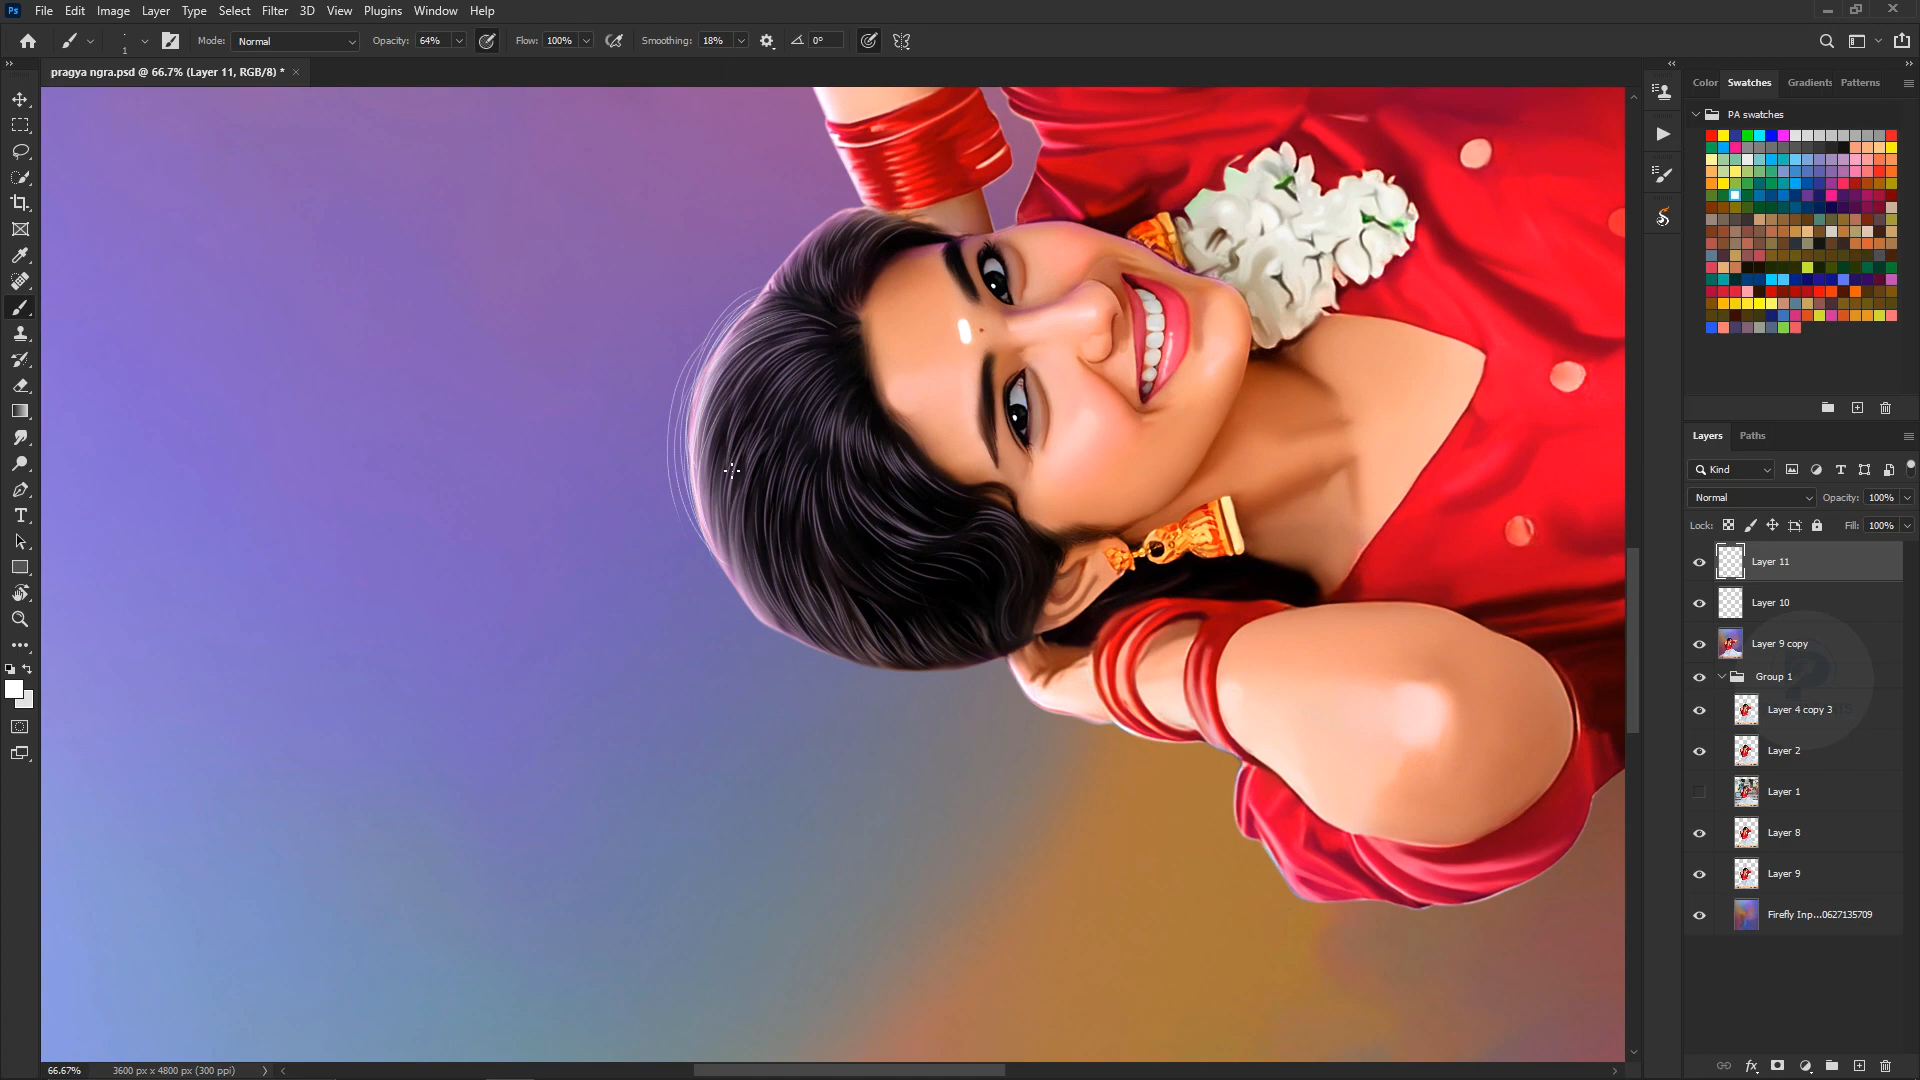 Ps File Edit Image Layer Type Select Filter 3D View Plugins Window Help
1 Mode: Normal Opacity: 64% Flow: 100% Smoothing: 18% 0°
pragya ngra.psd @ 66.7% (Layer 11, RGB/8) * ×
Color Swatches Gradients Patterns
PA swatches
Layers Paths
Kind
Normal Opacity: 100%
Lock: Fill: 100%
Layer 11
Layer 10
Layer 9 copy
Group 1
Layer 4 copy 3
Layer 2
Layer 1
Layer 8
Layer 9
Firefly Inp...0627135709
fx
66.67% 3600 px x 4800 px (300 ppi)